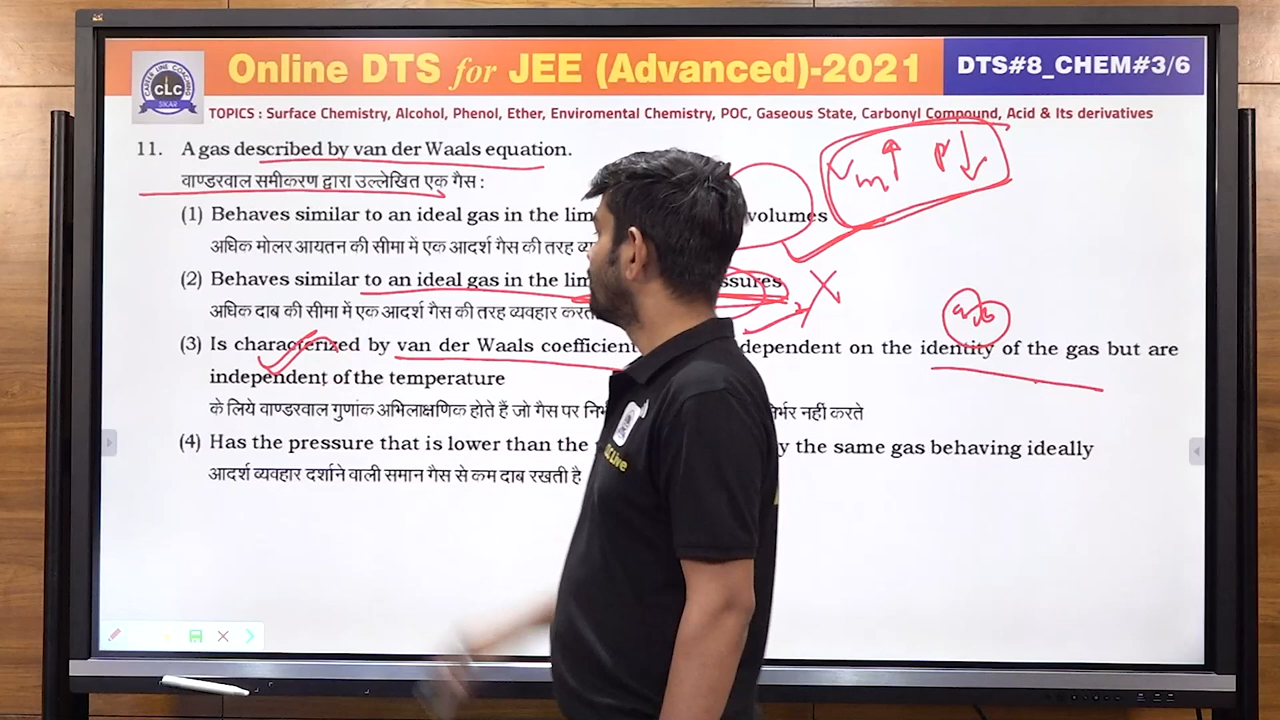 Online DTS for JEE (Advanced)-2021
DTS#8_CHEM#3/6
CAREER LINE COACHING
CLC
SIKAR
TOPICS : Surface Chemistry, Alcohol, Phenol, Ether, Enviromental Chemistry, POC, Gaseous State, Carbonyl Compound, Acid & Its derivatives
11. A gas described by van der Waals equation.
वाण्डरवाल समीकरण द्वारा उल्लेखित एक गैस :
Vm↑ P↓
(1) Behaves similar to an ideal gas in the volumes
अधिक मोलर आयतन की सीमा में एक आदर्श गैस की तरह
(2) Behaves similar to an ideal gas in the
अधिक दाब की सीमा में एक आदर्श गैस की तरह व्यवहार
a, b
(3) Is characterized by van der Waals coefficient dependent on the identity of the gas but are
independent of the temperature
के लिये वाण्डरवाल गुणांक अभिलाक्षणिक होते हैं जो गैस पर नहीं करते
(4) Has the pressure that is lower than the the same gas behaving ideally
आदर्श व्यवहार दर्शाने वाली समान गैस से कम दाब रखती है
Live